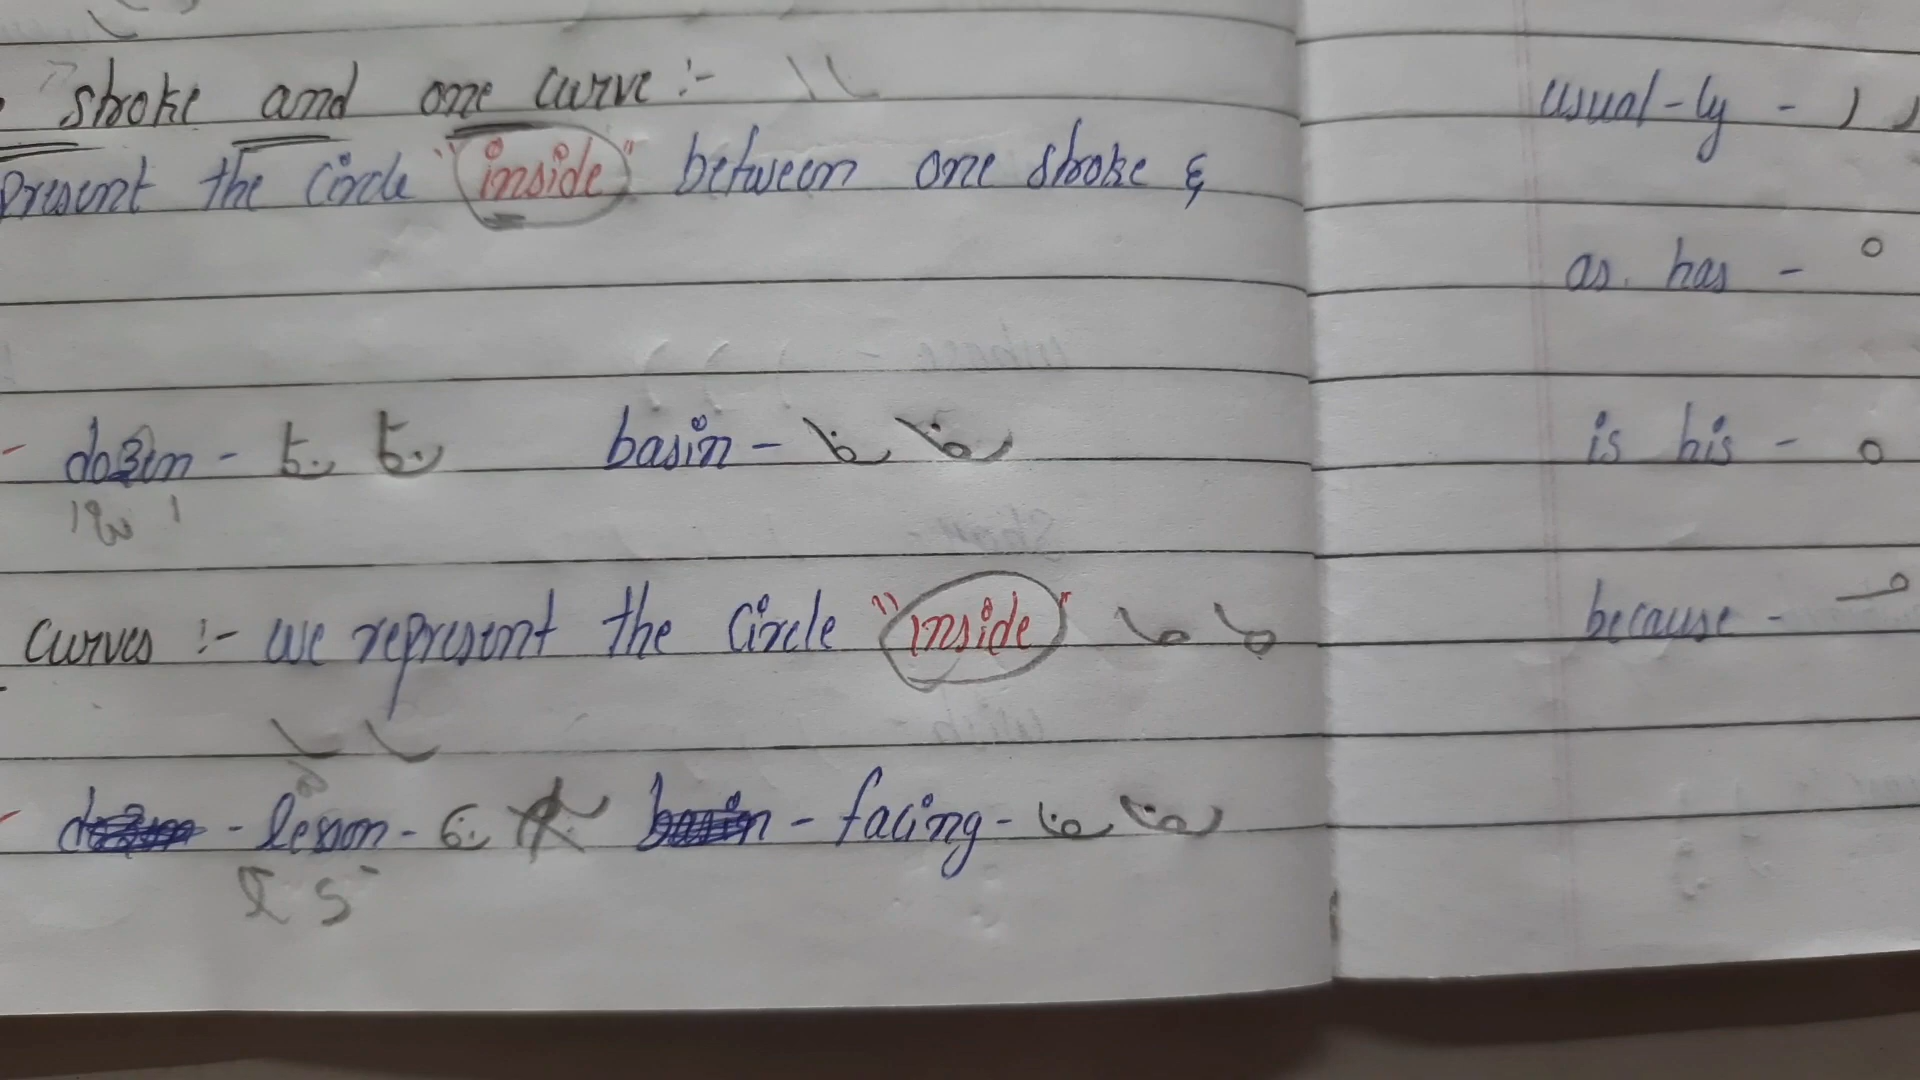 stroke and one curve :-
present the circle "inside" between one stroke &
- dozen - basin -
curves :- we represent the circle "inside"
- lesson - - facing -
usual-ly -
as. has -
is his -
because -